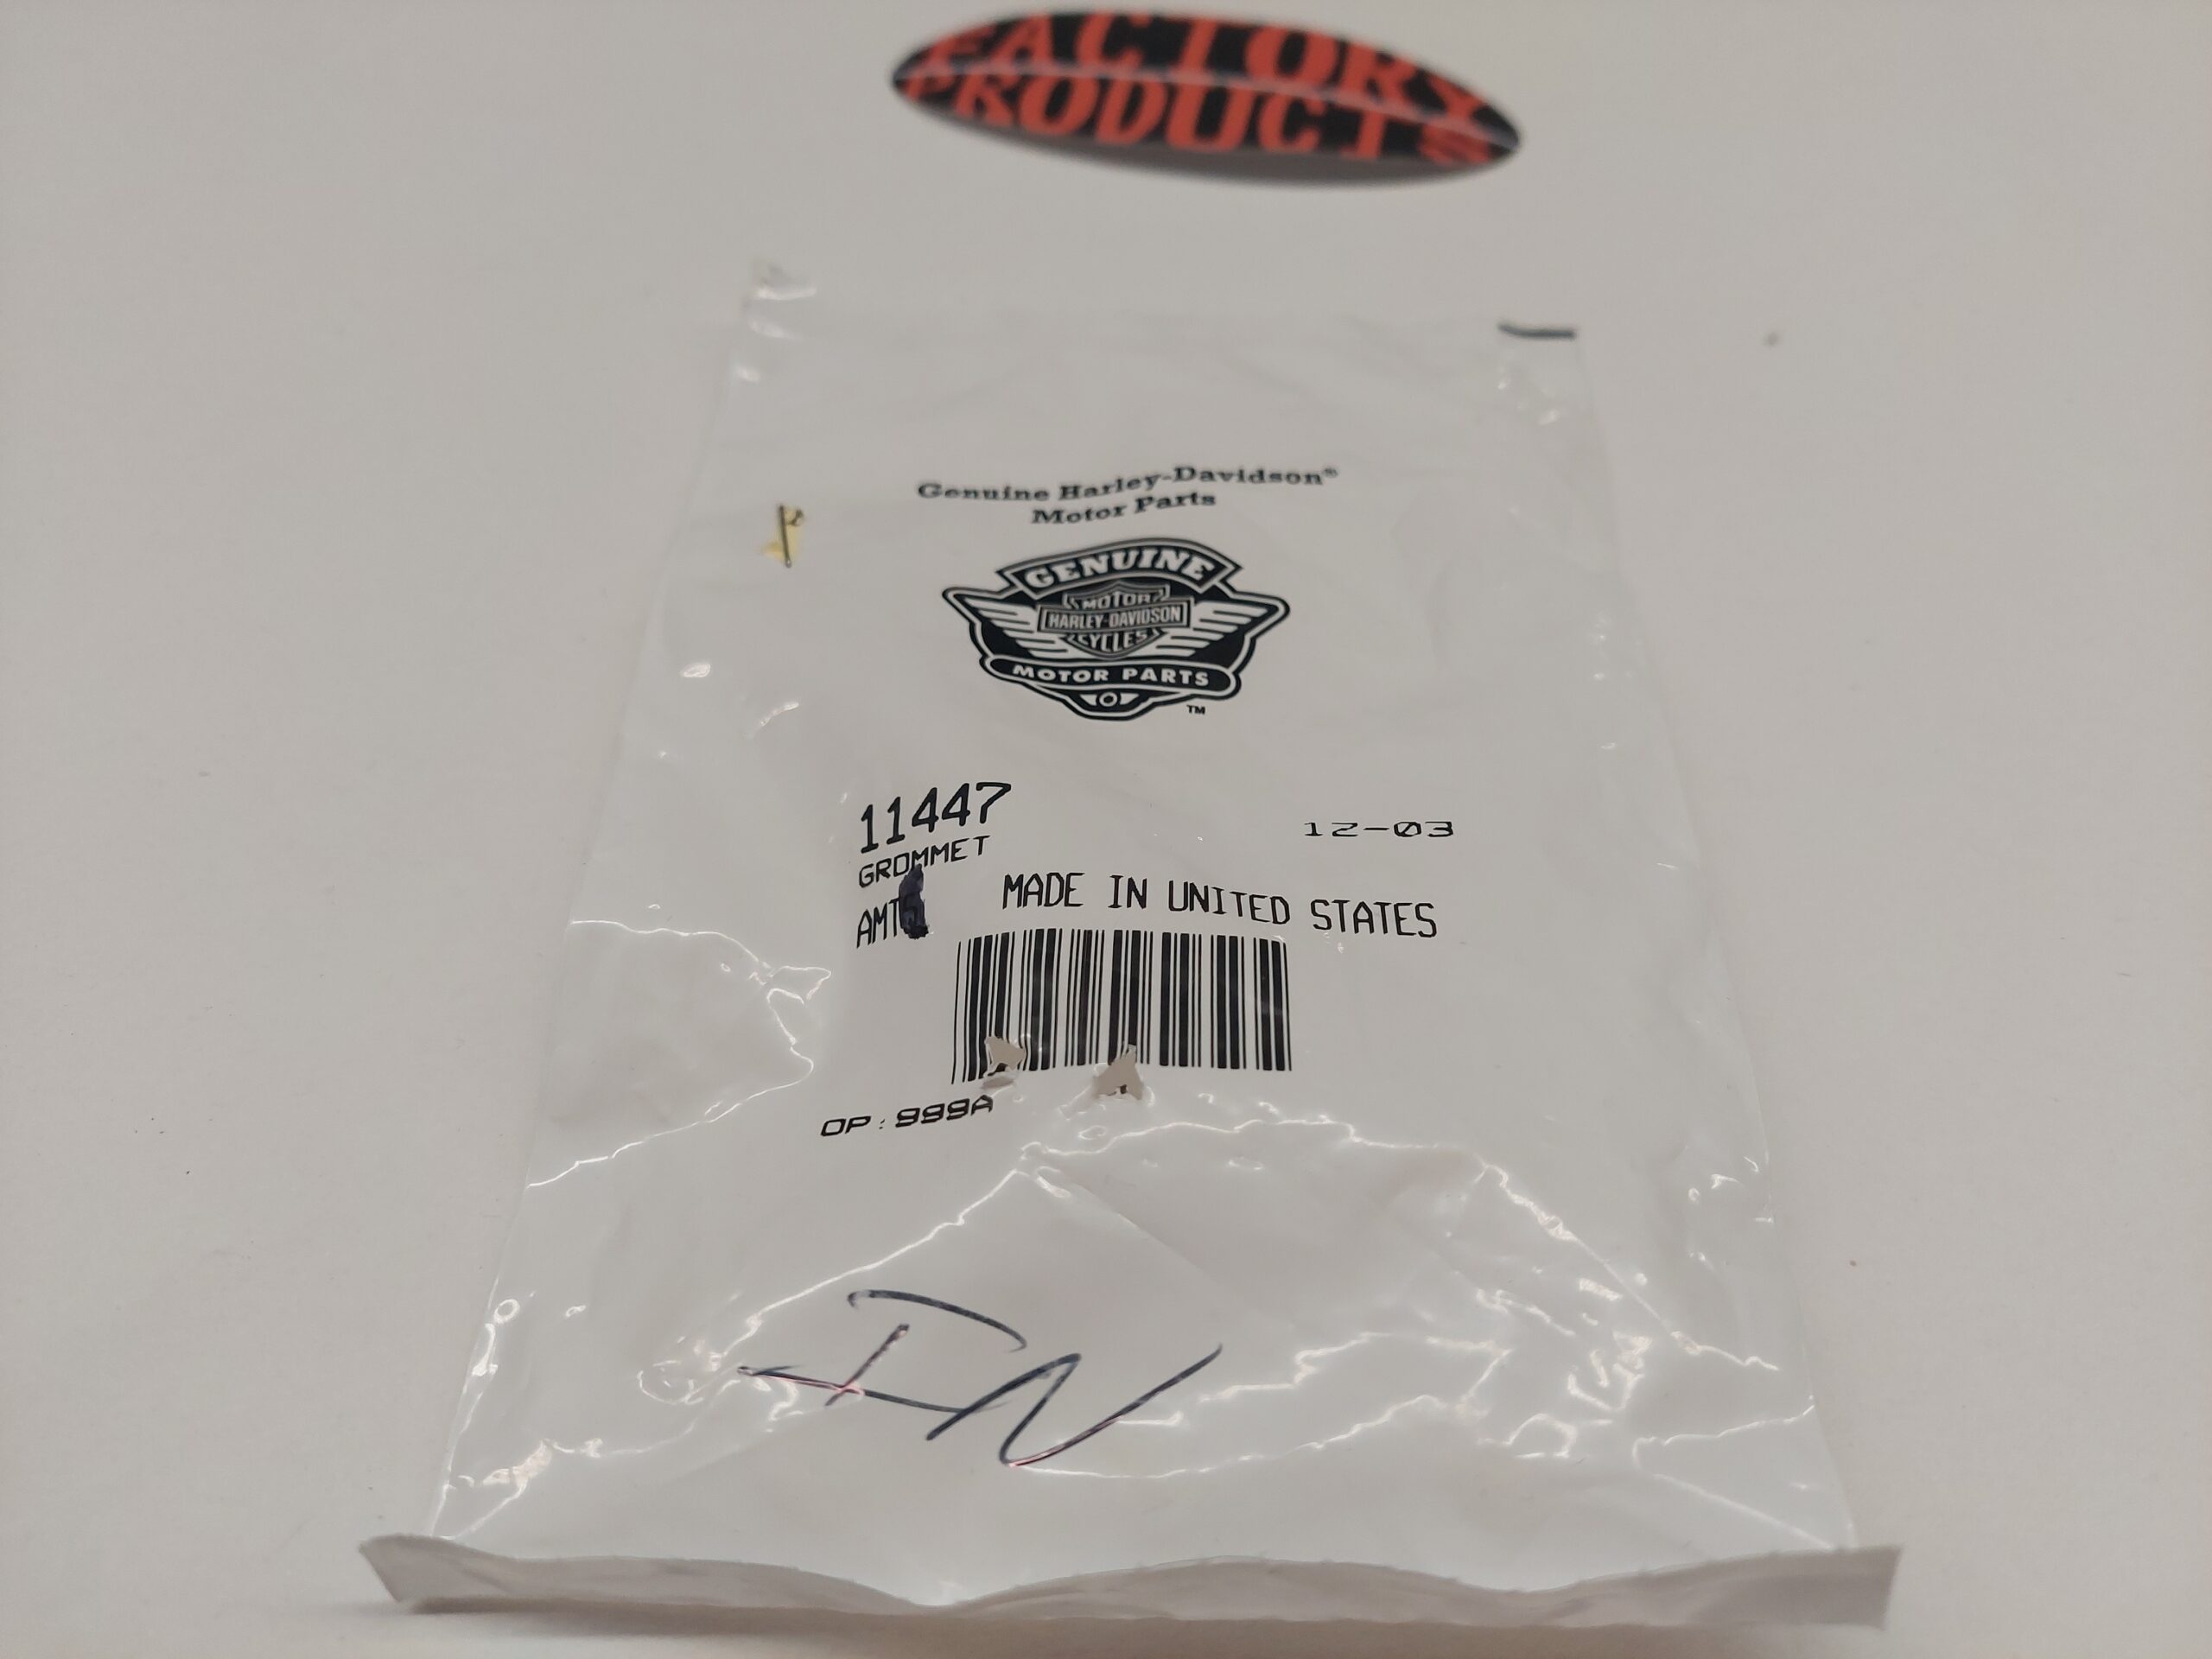 FACTORY
PRODUCTS
Genuine Harley-Davidson®
Motor Parts
GENUINE
MOTOR
HARLEY-DAVIDSON
CYCLES
MOTOR PARTS
TM
11447
12-03
GROMMET
MADE IN UNITED STATES
OP:999A
IN